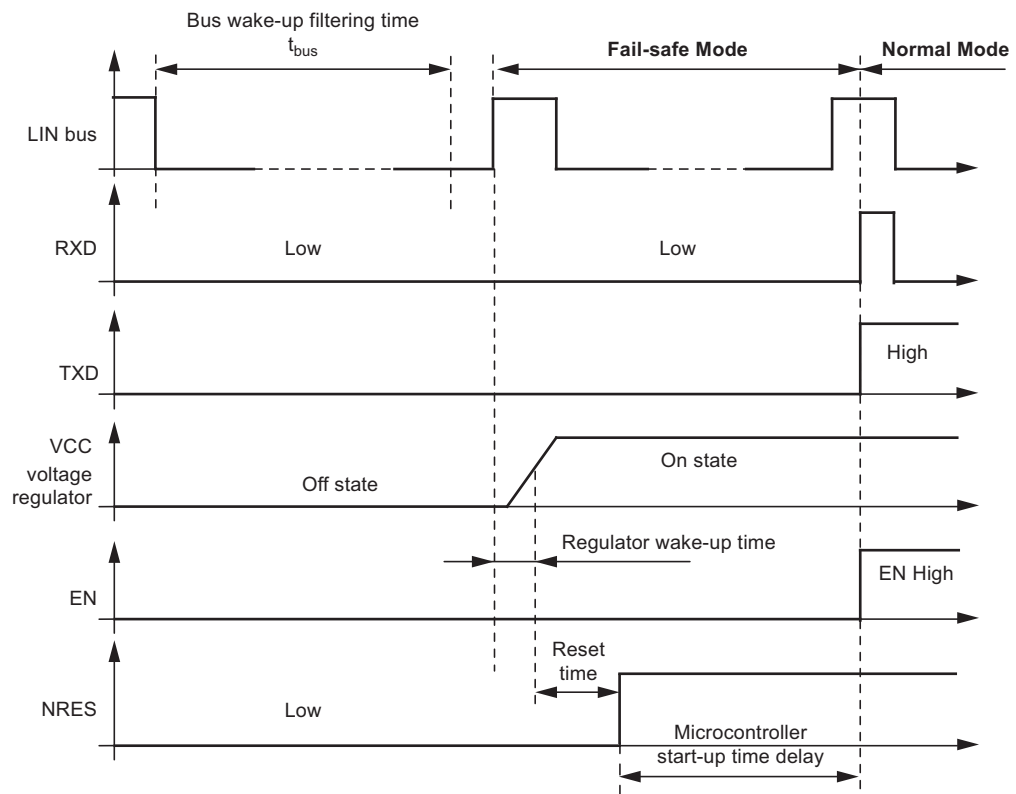 Bus wake-up filtering time
tbus
Fail-safe Mode
Normal Mode
LIN bus
RXD
Low
Low
TXD
High
VCC
voltage
regulator
Off state
On state
Regulator wake-up time
EN
EN High
Reset
time
NRES
Low
Microcontroller
start-up time delay